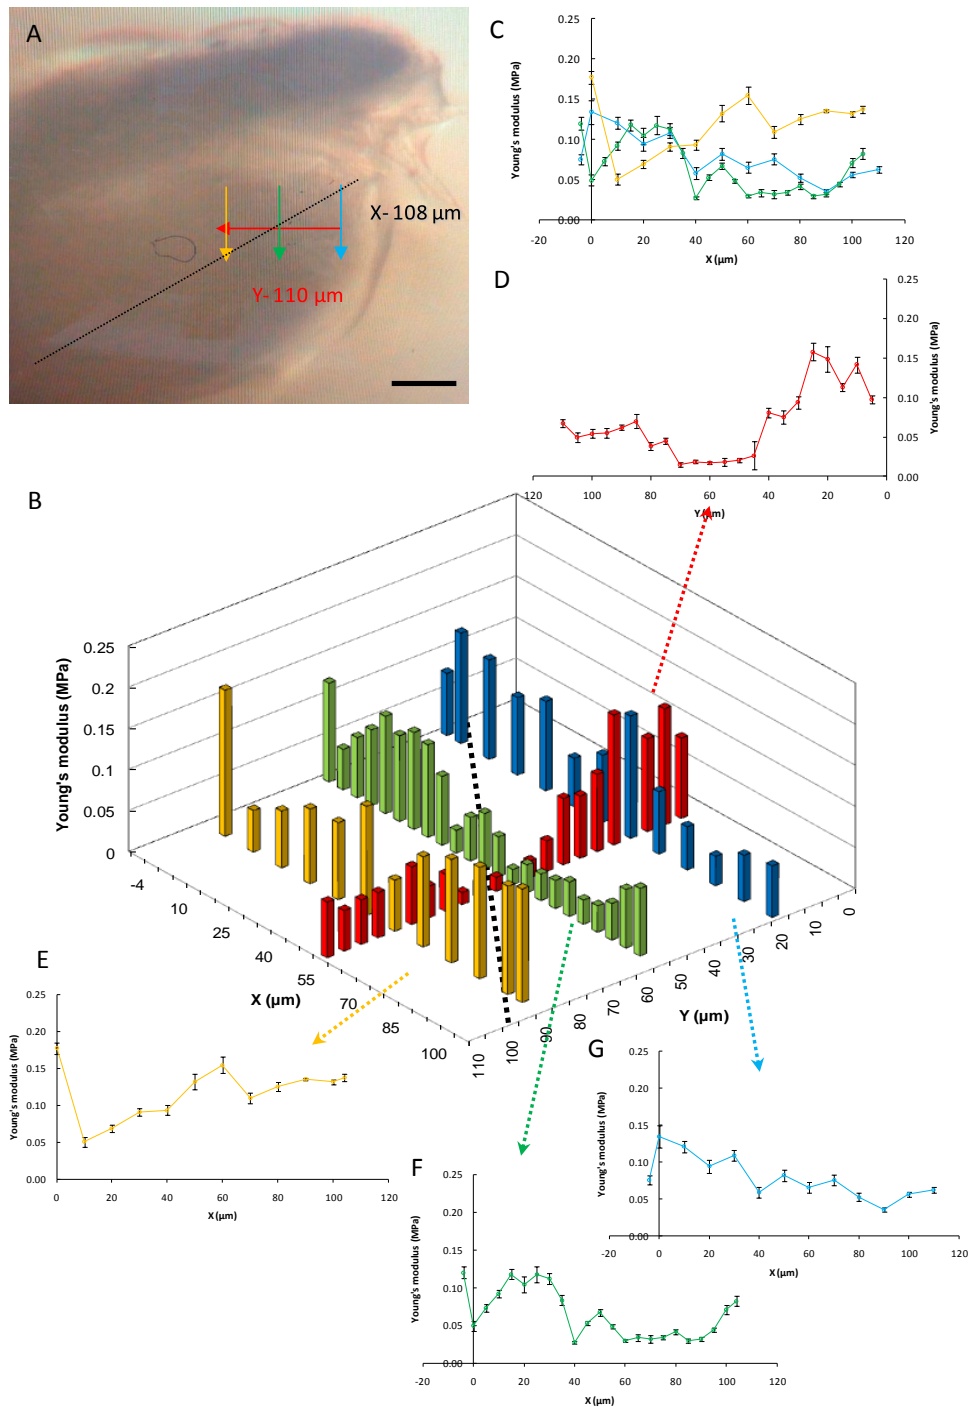 A
X- 108 µm
Y- 110 µm
C
Young's modulus (MPa)
0.25
0.20
0.15
0.10
0.05
0.00
-20 0 20 40 60 80 100 120
X (µm)
D
0.25
0.20
0.15
0.10
0.05
0.00
Young's modulus (MPa)
120 100 80 60 40 20 0
Y (µm)
B
Young's modulus (MPa)
0.25
0.2
0.15
0.1
0.05
0
-4 10 25 40 55 70 85 100
X (µm)
110 100 90 80 70 60 50 40 30 20 10 0
Y (µm)
E
Young's modulus (MPa)
0.25
0.20
0.15
0.10
0.05
0.00
0 20 40 60 80 100 120
X (µm)
F
Young's modulus (MPa)
0.25
0.20
0.15
0.10
0.05
0.00
-20 0 20 40 60 80 100 120
X (µm)
G
Young's modulus (MPa)
0.25
0.20
0.15
0.10
0.05
0.00
-20 0 20 40 60 80 100 120
X (µm)